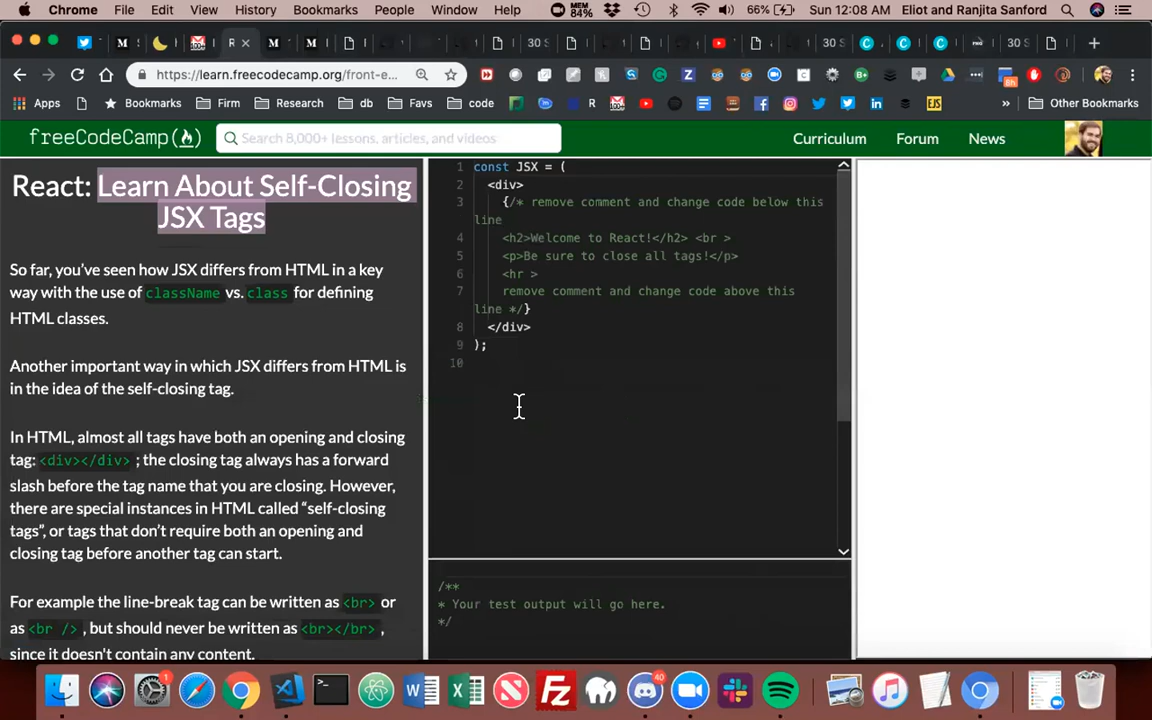 Chrome File Edit View History Bookmarks People Window Help MEM 84% 66% Sun 12:08 AM Eliot and Ranjita Sanford
https://learn.freecodecamp.org/front-e...
Apps Bookmarks Firm Research db Favs code R 100+ EJS » Other Bookmarks
freeCodeCamp(
Search 8,000+ lessons, articles, and videos
Curriculum Forum News
React: Learn About Self-Closing
JSX Tags
So far, you've seen how JSX differs from HTML in a key
way with the use of className vs. class for defining
HTML classes.
Another important way in which JSX differs from HTML is
in the idea of the self-closing tag.
In HTML, almost all tags have both an opening and closing
tag: <div></div> ; the closing tag always has a forward
slash before the tag name that you are closing. However,
there are special instances in HTML called “self-closing
tags”, or tags that don't require both an opening and
closing tag before another tag can start.
For example the line-break tag can be written as <br> or
as <br /> , but should never be written as <br></br> ,
since it doesn't contain any content.
1 const JSX = (
2 <div>
3 {/* remove comment and change code below this
line
4 <h2>Welcome to React!</h2> <br >
5 <p>Be sure to close all tags!</p>
6 <hr >
7 remove comment and change code above this
line */}
8 </div>
9 );
10
/**
* Your test output will go here.
*/